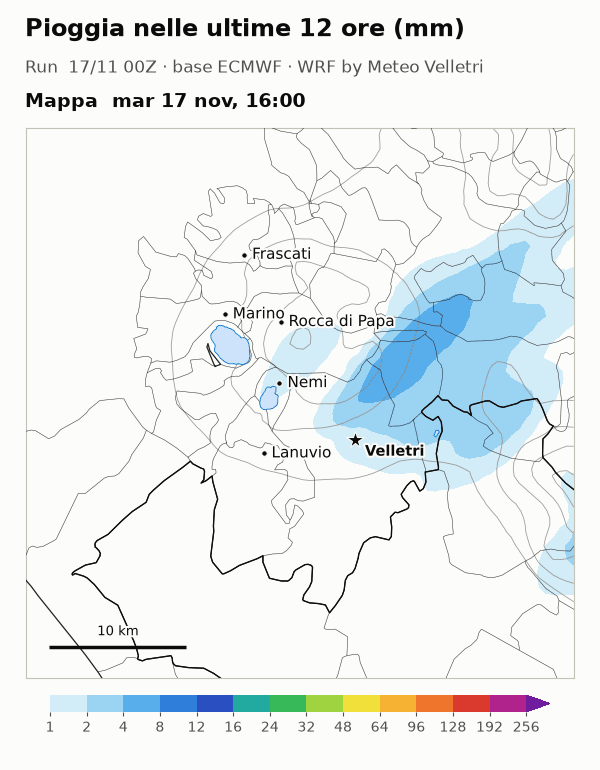 Pioggia nelle ultime 12 ore (mm)
Run  17/11 00Z · base ECMWF · WRF by Meteo Velletri
Mappa  mar 17 nov, 16:00
Frascati
Marino
Rocca di Papa
Nemi
Velletri
Lanuvio
10 km
1 2 4 8 12 16 24 32 48 64 96 128 192 256